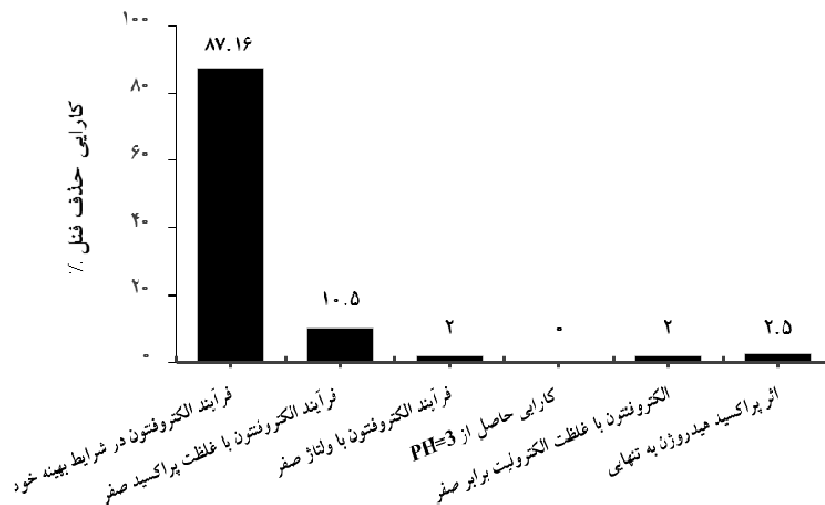 کارایی حذف فنل %
۱۰۰
۸۰
۶۰
۴۰
۲۰
۰
۸۷.۱۶
۱۰.۵
۲
۰
۲
۲.۵
فرآیند الکتروفنتون در شرایط بهینه خود
فرآیند الکتروفنتون با غلظت پراکسید صفر
فرآیند الکتروفنتون با ولتاژ صفر
کارایی حاصل از PH=3
الکتروفنتون با غلظت الکترولیت برابر صفر
اثر پراکسید هیدروژن به تنهایی